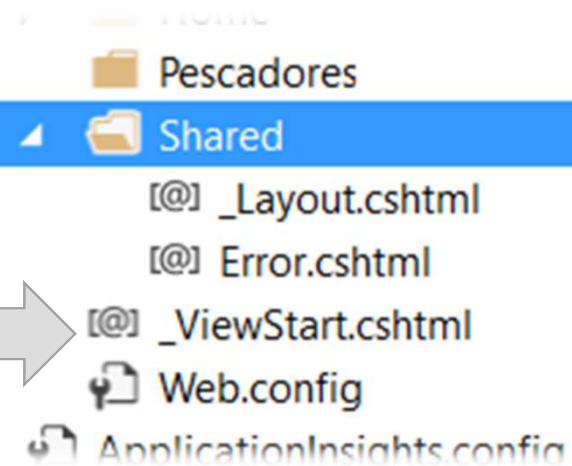 Pescadores
Shared
[@] _Layout.cshtml
[@] Error.cshtml
[@] _ViewStart.cshtml
Web.config
ApplicationInsights.config